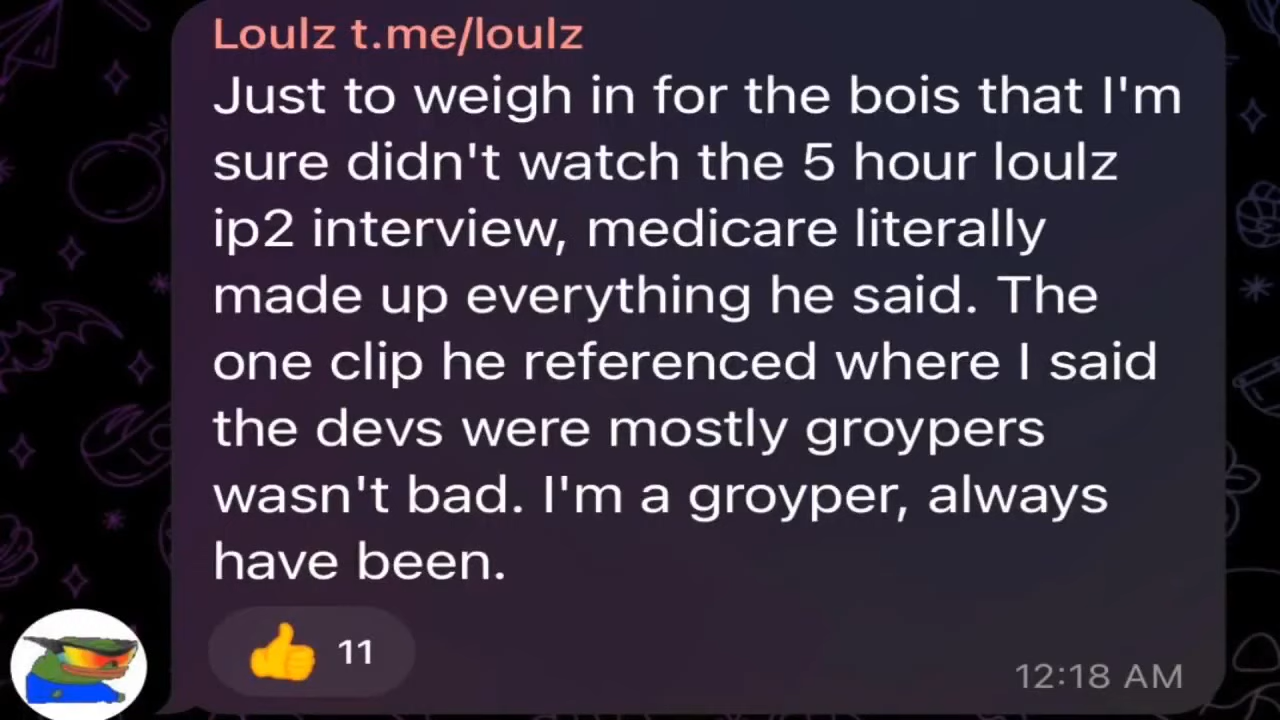 Loulz t.me/loulz
Just to weigh in for the bois that I'm
sure didn't watch the 5 hour loulz
ip2 interview, medicare literally
made up everything he said. The
one clip he referenced where I said
the devs were mostly groypers
wasn't bad. I'm a groyper, always
have been.
👍 11
12:18 AM